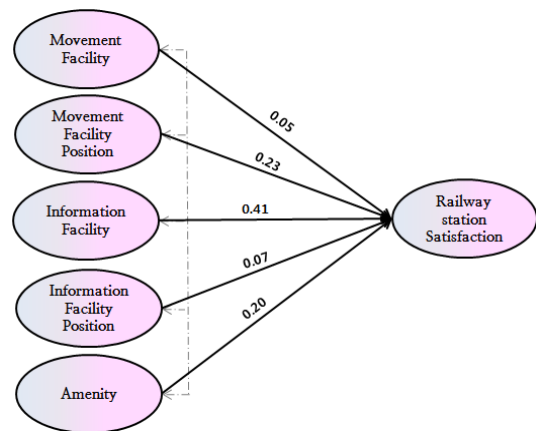 Movement
Facility
0.05
Movement
Facility
Position
0.23
Information
Facility
0.41
Railway
station
Satisfaction
Information
Facility
Position
0.07
0.20
Amenity